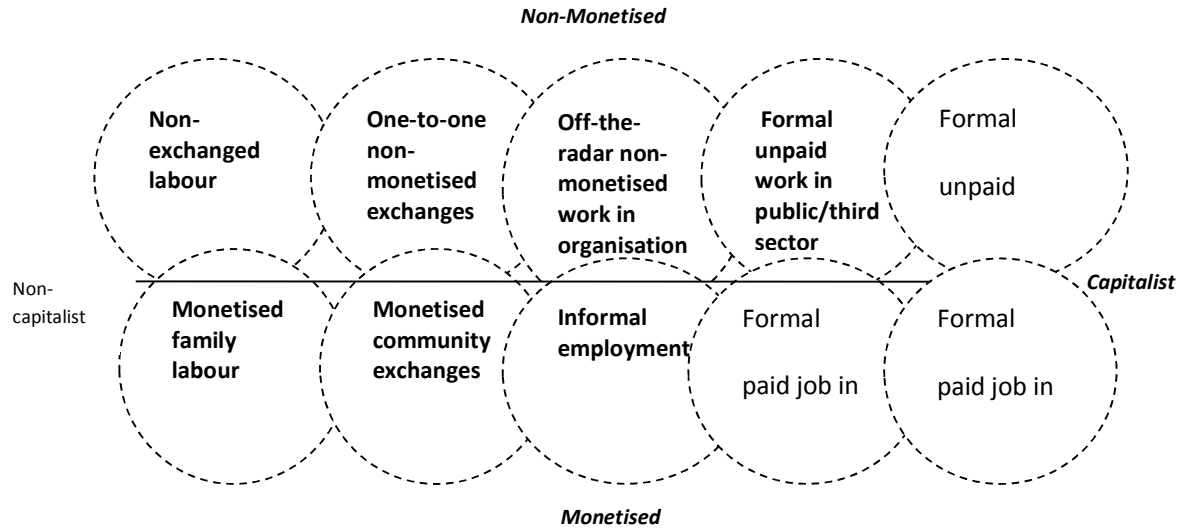 Non-Monetised
Non-
exchanged
labour
One-to-one
non-
monetised
exchanges
Off-the-
radar non-
monetised
work in
organisation
Formal
unpaid
work in
public/third
sector
Formal
unpaid
Non-
capitalist
Capitalist
Monetised
family
labour
Monetised
community
exchanges
Informal
employment
Formal
paid job in
Formal
paid job in
Monetised